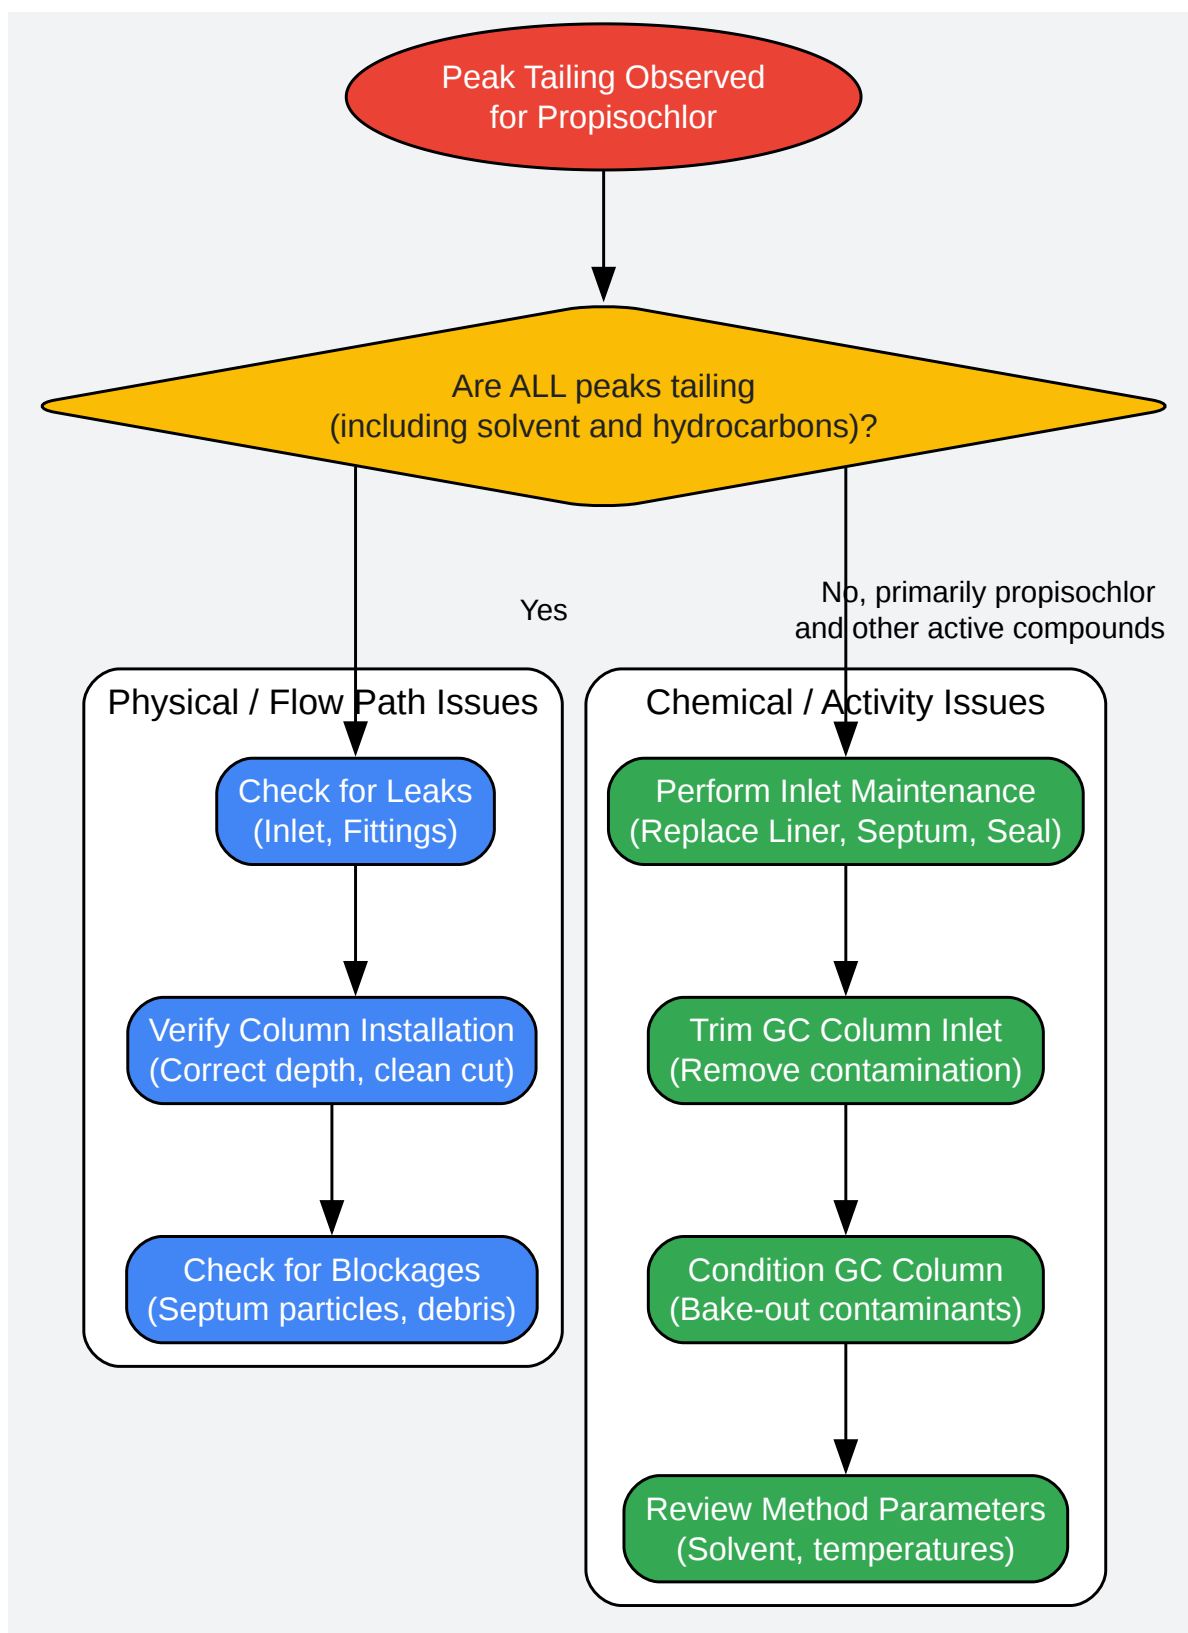 Peak Tailing Observed
for Propisochlor
Are ALL peaks tailing
(including solvent and hydrocarbons)?
Yes
No, primarily propisochlor
and other active compounds
Physical / Flow Path Issues
Check for Leaks
(Inlet, Fittings)
Verify Column Installation
(Correct depth, clean cut)
Check for Blockages
(Septum particles, debris)
Chemical / Activity Issues
Perform Inlet Maintenance
(Replace Liner, Septum, Seal)
Trim GC Column Inlet
(Remove contamination)
Condition GC Column
(Bake-out contaminants)
Review Method Parameters
(Solvent, temperatures)